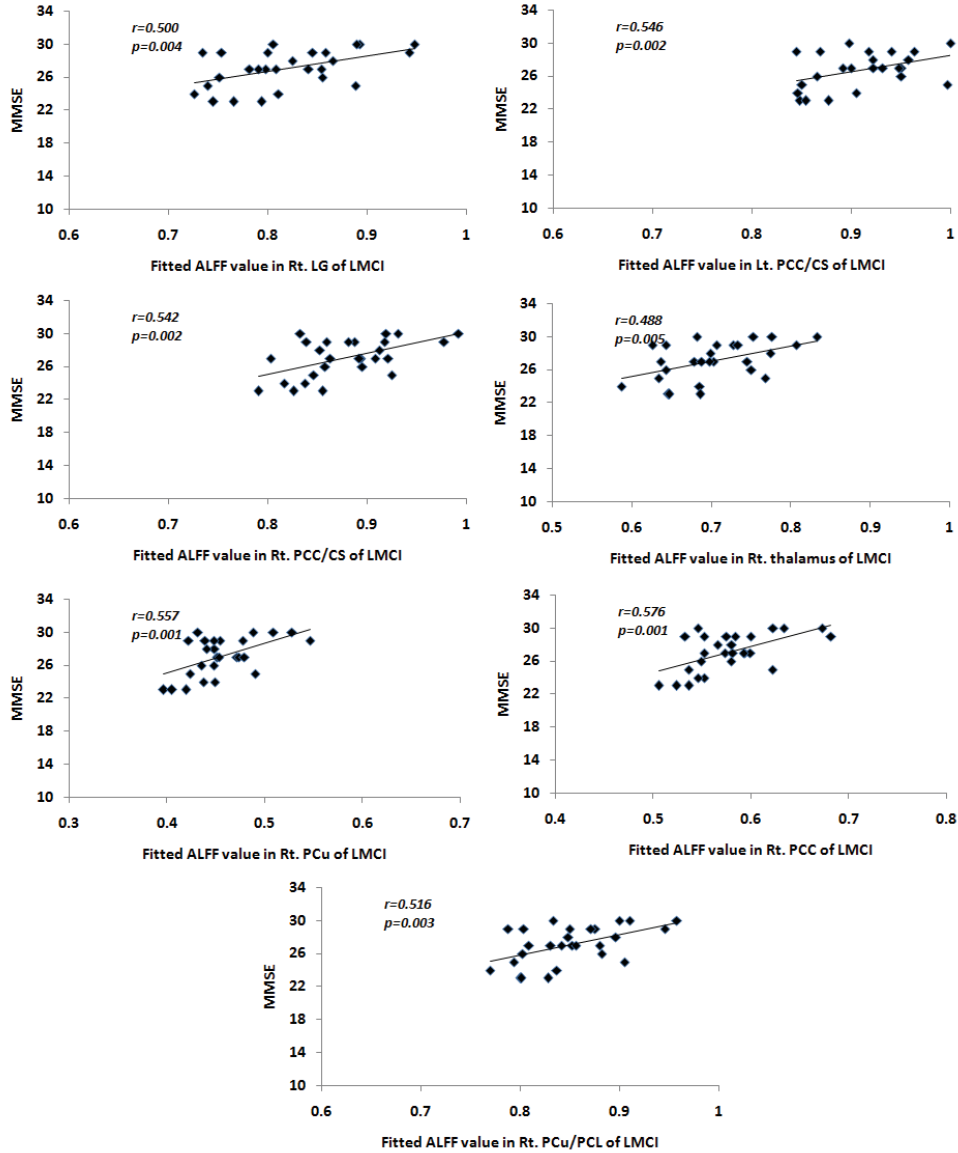 r=0.500
p=0.004
MMSE
34
30
26
22
18
14
10
0.6 0.7 0.8 0.9 1
Fitted ALFF value in Rt. LG of LMCI
r=0.546
p=0.002
MMSE
34
30
26
22
18
14
10
0.6 0.7 0.8 0.9 1
Fitted ALFF value in Lt. PCC/CS of LMCI
r=0.542
p=0.002
MMSE
34
30
26
22
18
14
10
0.6 0.7 0.8 0.9 1
Fitted ALFF value in Rt. PCC/CS of LMCI
r=0.488
p=0.005
MMSE
34
30
26
22
18
14
10
0.5 0.6 0.7 0.8 0.9 1
Fitted ALFF value in Rt. thalamus of LMCI
r=0.557
p=0.001
MMSE
34
30
26
22
18
14
10
0.3 0.4 0.5 0.6 0.7
Fitted ALFF value in Rt. PCu of LMCI
r=0.576
p=0.001
MMSE
34
30
26
22
18
14
10
0.4 0.5 0.6 0.7 0.8
Fitted ALFF value in Rt. PCC of LMCI
r=0.516
p=0.003
MMSE
34
30
26
22
18
14
10
0.6 0.7 0.8 0.9 1
Fitted ALFF value in Rt. PCu/PCL of LMCI